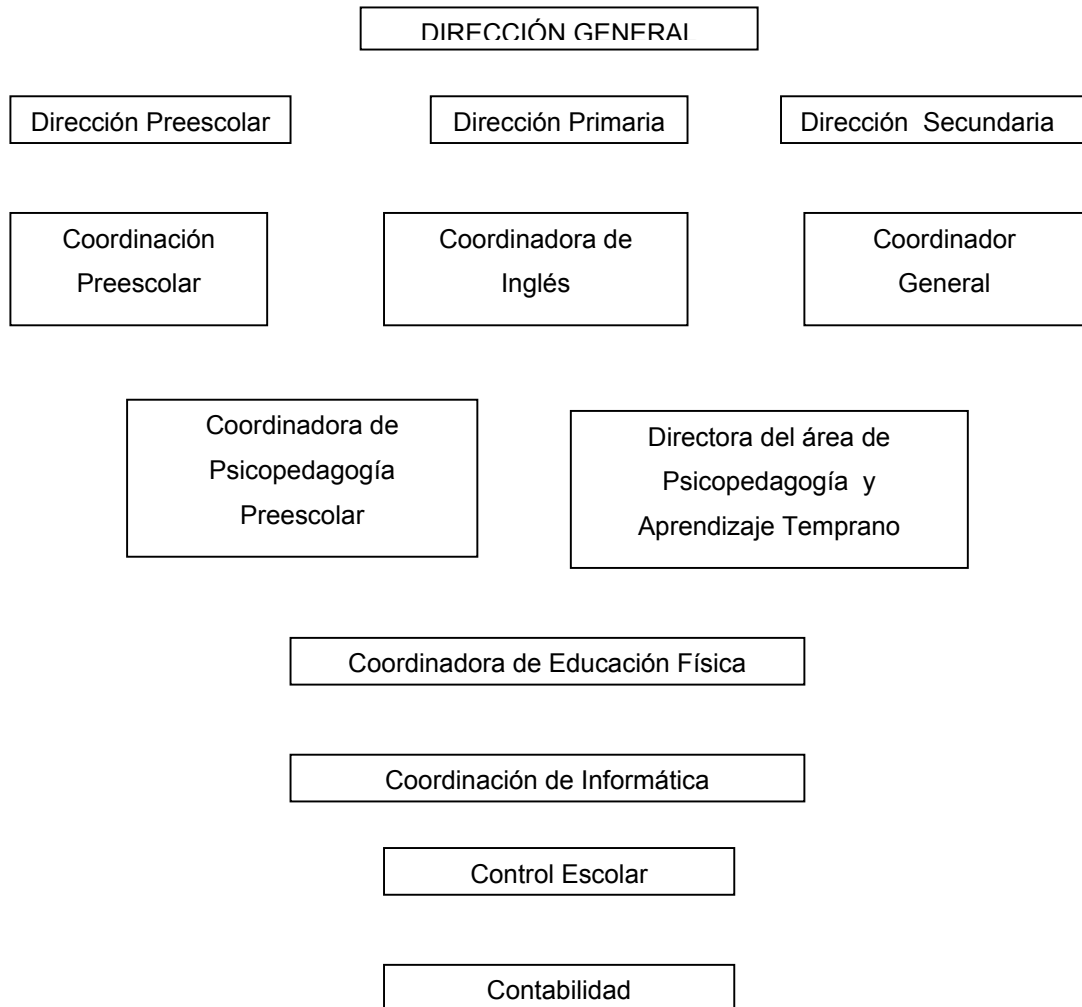 DIRECCIÓN GENERAL
Dirección Preescolar
Dirección Primaria
Dirección Secundaria
Coordinación
Preescolar
Coordinadora de
Inglés
Coordinador
General
Coordinadora de
Psicopedagogía
Preescolar
Directora del área de
Psicopedagogía y
Aprendizaje Temprano
Coordinadora de Educación Física
Coordinación de Informática
Control Escolar
Contabilidad